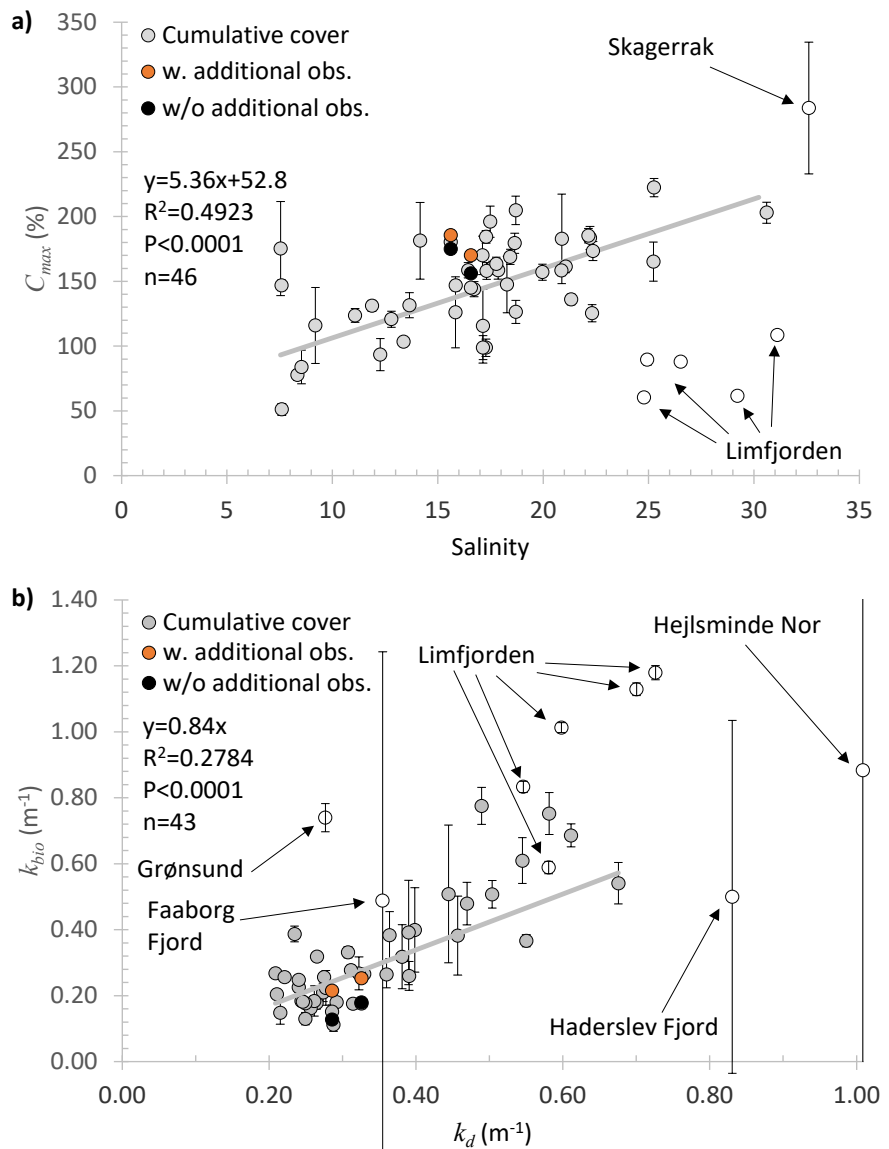 a)
350
300
250
200
150
100
50
0
C_max (%)
Cumulative cover
w. additional obs.
w/o additional obs.
y=5.36x+52.8
R²=0.4923
P<0.0001
n=46
Skagerrak
Limfjorden
0 5 10 15 20 25 30 35
Salinity
b)
1.40
1.20
1.00
0.80
0.60
0.40
0.20
0.00
k_bio (m⁻¹)
Cumulative cover
w. additional obs.
w/o additional obs.
y=0.84x
R²=0.2784
P<0.0001
n=43
Limfjorden
Hejlsminde Nor
Grønsund
Faaborg
Fjord
Haderslev Fjord
0.00 0.20 0.40 0.60 0.80 1.00
k_d (m⁻¹)